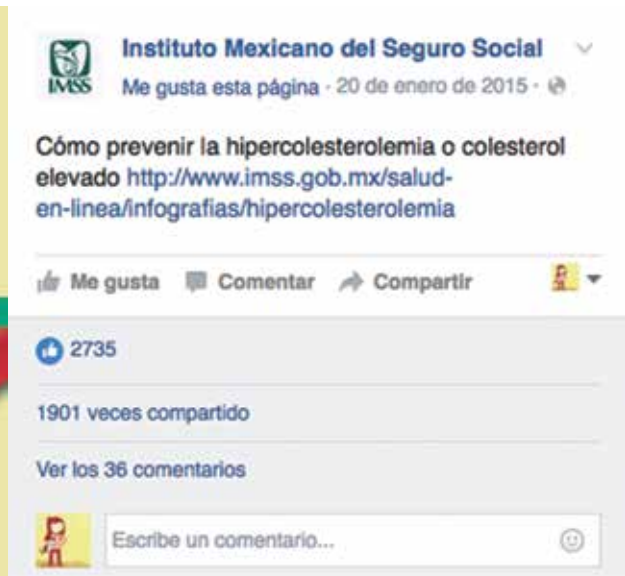 IMSS
Instituto Mexicano del Seguro Social
Me gusta esta página · 20 de enero de 2015 ·
Cómo prevenir la hipercolesterolemia o colesterol
elevado http://www.imss.gob.mx/salud-
en-linea/infografias/hipercolesterolemia
Me gusta Comentar Compartir
2735
1901 veces compartido
Ver los 36 comentarios
Escribe un comentario...